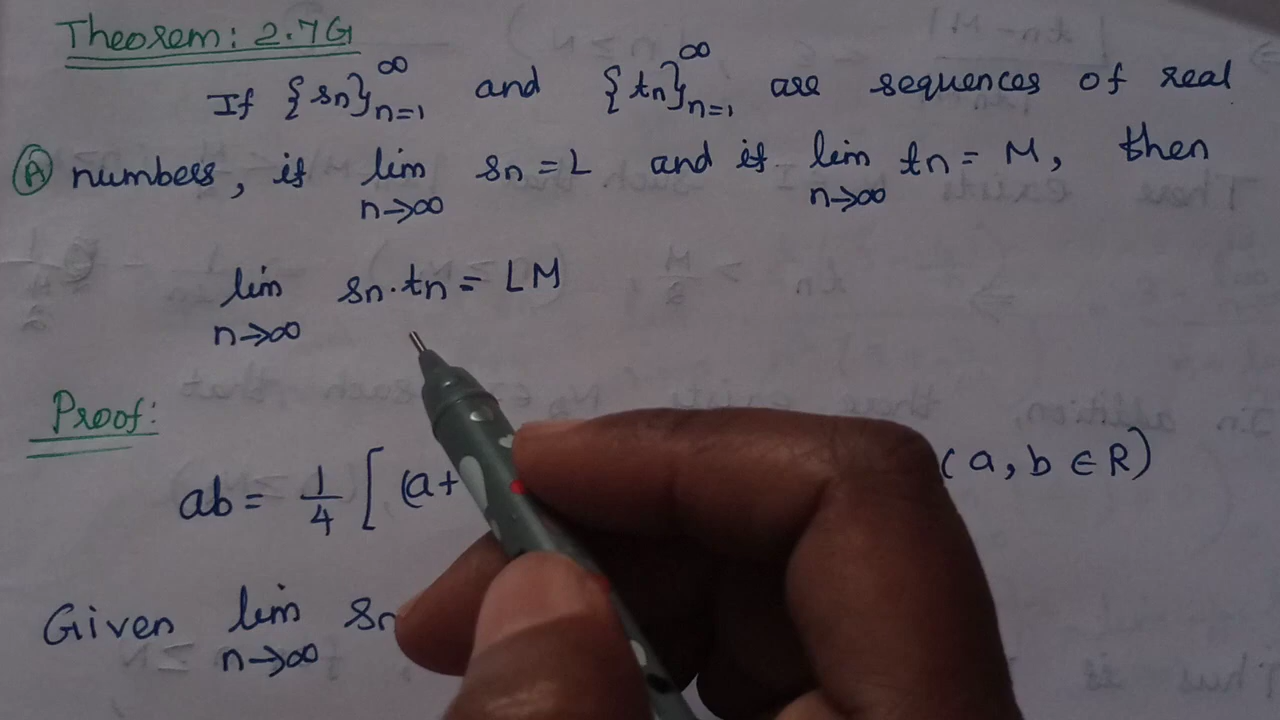 Theorem: 2.7G
If {sn}∞n=1 and {tn}∞n=1 are sequences of real
(A) numbers, if lim n→∞ sn = L and if lim n→∞ tn = M, then
lim n→∞ sn·tn = LM
Proof:
ab = 1/4 [ (a+ (a, b ∈ R)
Given lim n→∞ sn